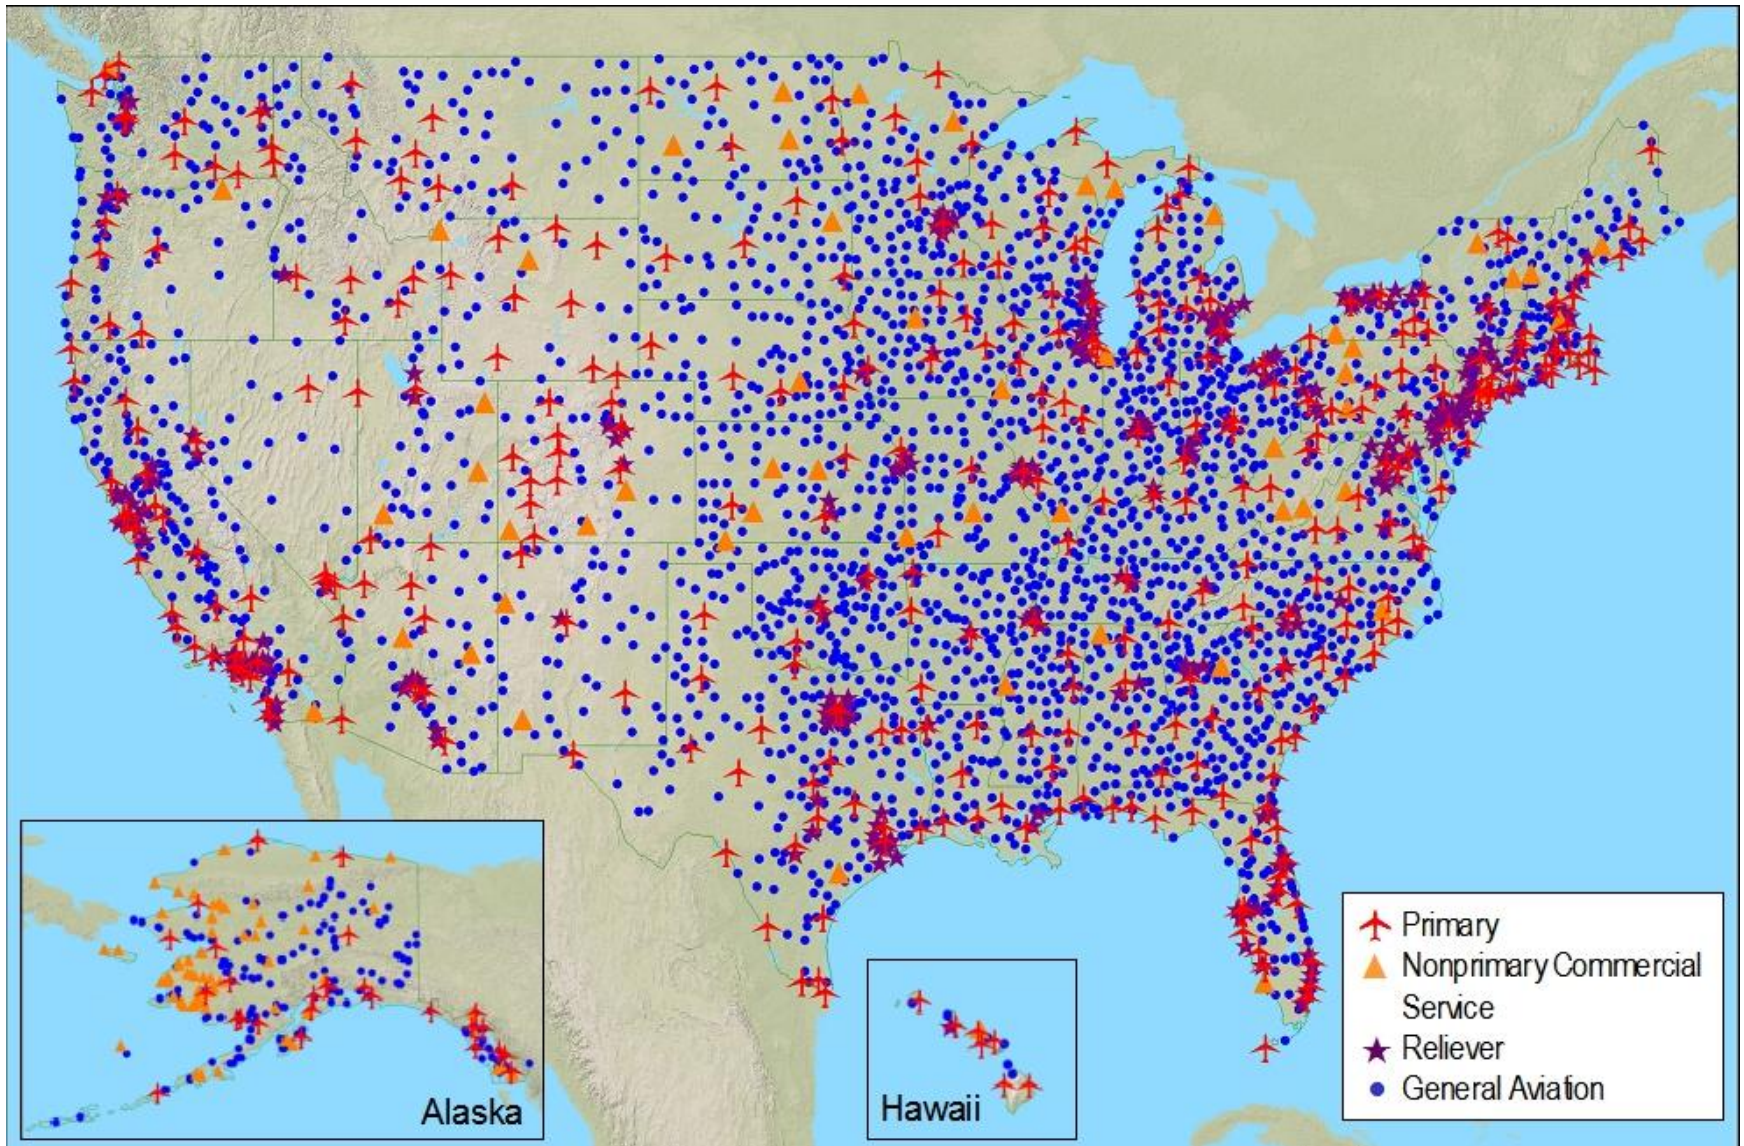 Primary
Nonprimary Commercial
Service
Reliever
General Aviation
Alaska
Hawaii